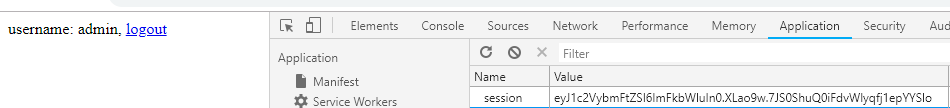 username: admin, logout
Elements Console Sources Network Performance Memory Application Security Aud
Application
Manifest
Service Workers
Filter
Name Value
session eyJ1c2VybmFtZSI6ImFkbWluIn0.XLao9w.7JS0ShuQ0iFdvWlyqfj1epYYSIo